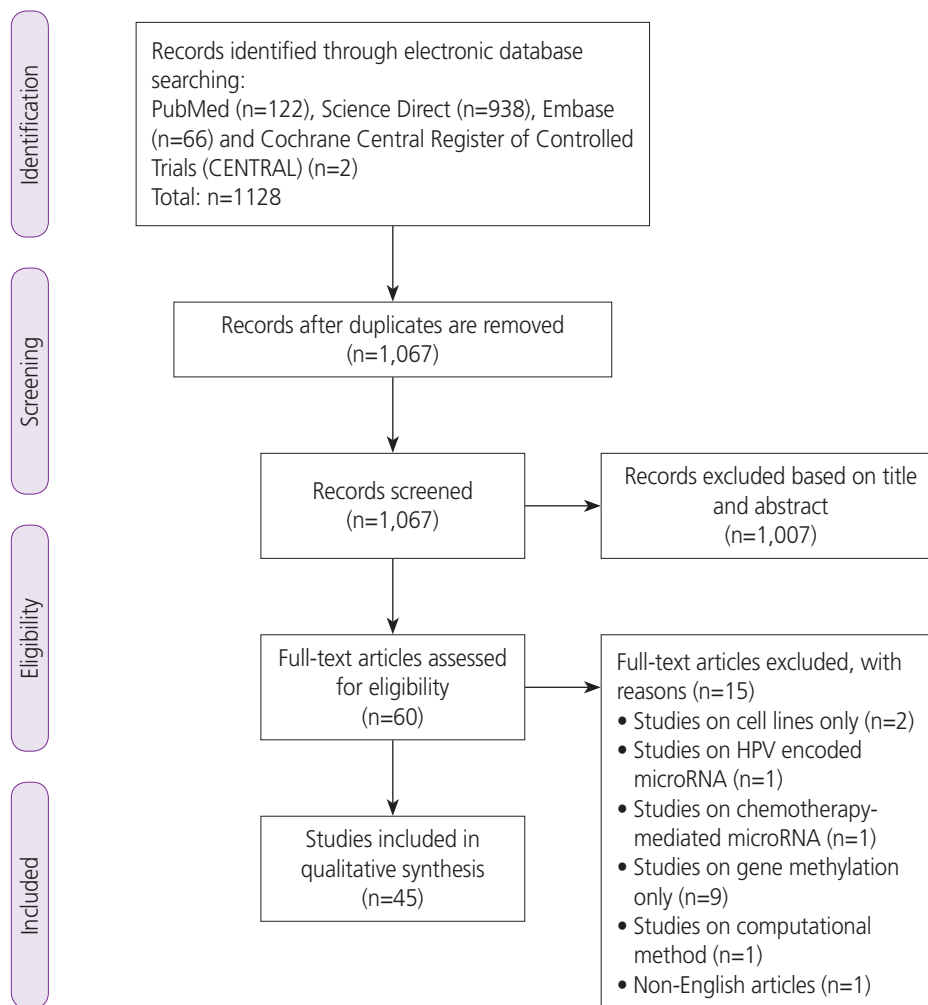 Identification
Records identified through electronic database
searching:
PubMed (n=122), Science Direct (n=938), Embase
(n=66) and Cochrane Central Register of Controlled
Trials (CENTRAL) (n=2)
Total: n=1128
Screening
Records after duplicates are removed
(n=1,067)
Records screened
(n=1,067)
Records excluded based on title
and abstract
(n=1,007)
Eligibility
Full-text articles assessed
for eligibility
(n=60)
Full-text articles excluded, with
reasons (n=15)
• Studies on cell lines only (n=2)
• Studies on HPV encoded
microRNA (n=1)
• Studies on chemotherapy-
mediated microRNA (n=1)
• Studies on gene methylation
only (n=9)
• Studies on computational
method (n=1)
• Non-English articles (n=1)
Included
Studies included in
qualitative synthesis
(n=45)